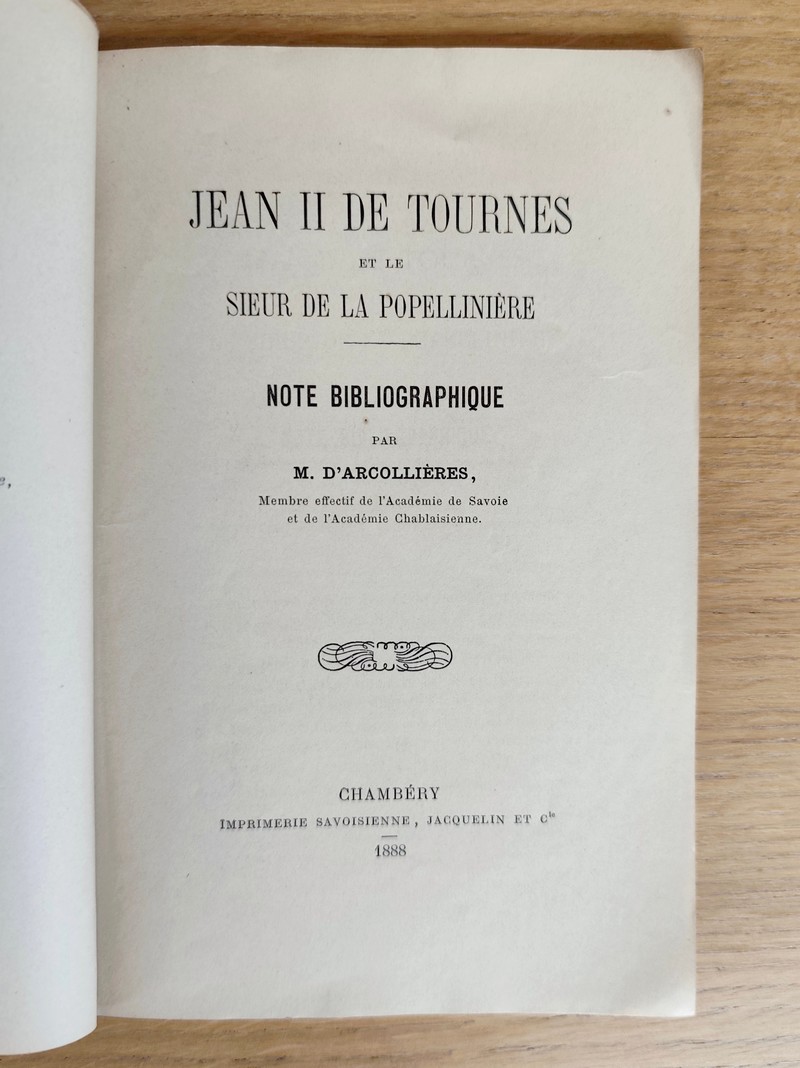 JEAN II DE TOURNES
ET LE
SIEUR DE LA POPELLINIÈRE
NOTE BIBLIOGRAPHIQUE
PAR
M. D'ARCOLLIÈRES,
Membre effectif de l'Académie de Savoie
et de l'Académie Chablaisienne.
CHAMBÉRY
IMPRIMERIE SAVOISIENNE, JACQUELIN ET Cie
1888